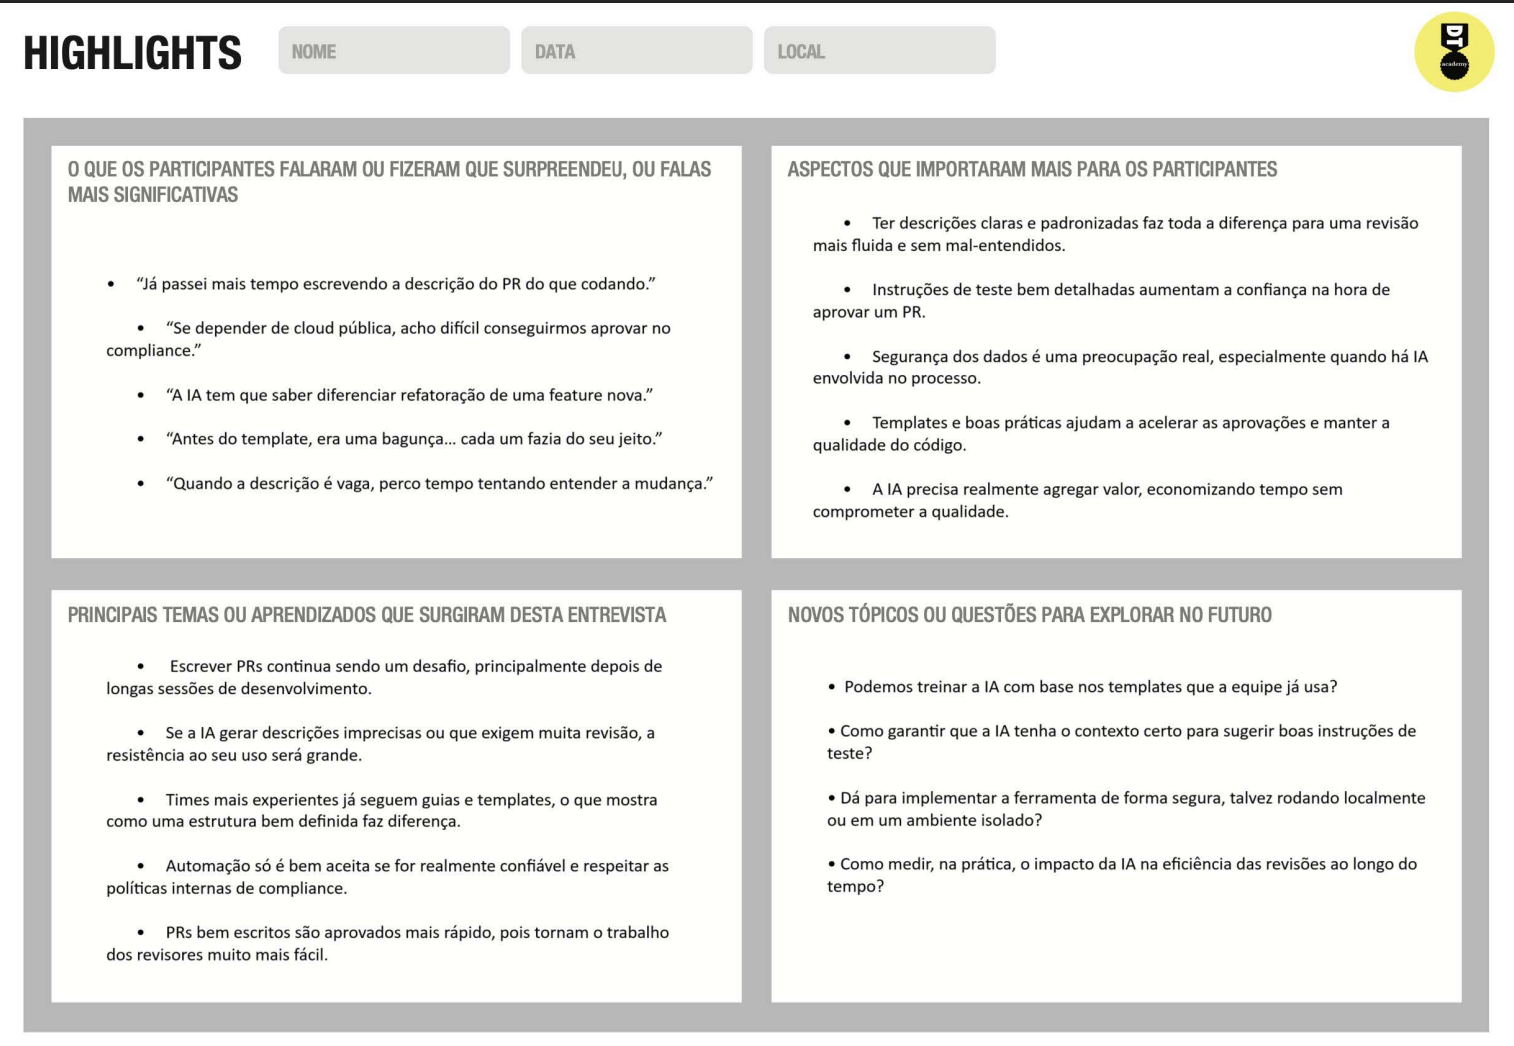 HIGHLIGHTS
NOME
DATA
LOCAL
DT
academy
O QUE OS PARTICIPANTES FALARAM OU FIZERAM QUE SURPREENDEU, OU FALAS
MAIS SIGNIFICATIVAS
• “Já passei mais tempo escrevendo a descrição do PR do que codando.”
• “Se depender de cloud pública, acho difícil conseguirmos aprovar no
compliance.”
• “A IA tem que saber diferenciar refatoração de uma feature nova.”
• “Antes do template, era uma bagunça... cada um fazia do seu jeito.”
• “Quando a descrição é vaga, perco tempo tentando entender a mudança.”
ASPECTOS QUE IMPORTARAM MAIS PARA OS PARTICIPANTES
• Ter descrições claras e padronizadas faz toda a diferença para uma revisão
mais fluida e sem mal-entendidos.
• Instruções de teste bem detalhadas aumentam a confiança na hora de
aprovar um PR.
• Segurança dos dados é uma preocupação real, especialmente quando há IA
envolvida no processo.
• Templates e boas práticas ajudam a acelerar as aprovações e manter a
qualidade do código.
• A IA precisa realmente agregar valor, economizando tempo sem
comprometer a qualidade.
PRINCIPAIS TEMAS OU APRENDIZADOS QUE SURGIRAM DESTA ENTREVISTA
• Escrever PRs continua sendo um desafio, principalmente depois de
longas sessões de desenvolvimento.
• Se a IA gerar descrições imprecisas ou que exigem muita revisão, a
resistência ao seu uso será grande.
• Times mais experientes já seguem guias e templates, o que mostra
como uma estrutura bem definida faz diferença.
• Automação só é bem aceita se for realmente confiável e respeitar as
políticas internas de compliance.
• PRs bem escritos são aprovados mais rápido, pois tornam o trabalho
dos revisores muito mais fácil.
NOVOS TÓPICOS OU QUESTÕES PARA EXPLORAR NO FUTURO
• Podemos treinar a IA com base nos templates que a equipe já usa?
• Como garantir que a IA tenha o contexto certo para sugerir boas instruções de
teste?
• Dá para implementar a ferramenta de forma segura, talvez rodando localmente
ou em um ambiente isolado?
• Como medir, na prática, o impacto da IA na eficiência das revisões ao longo do
tempo?